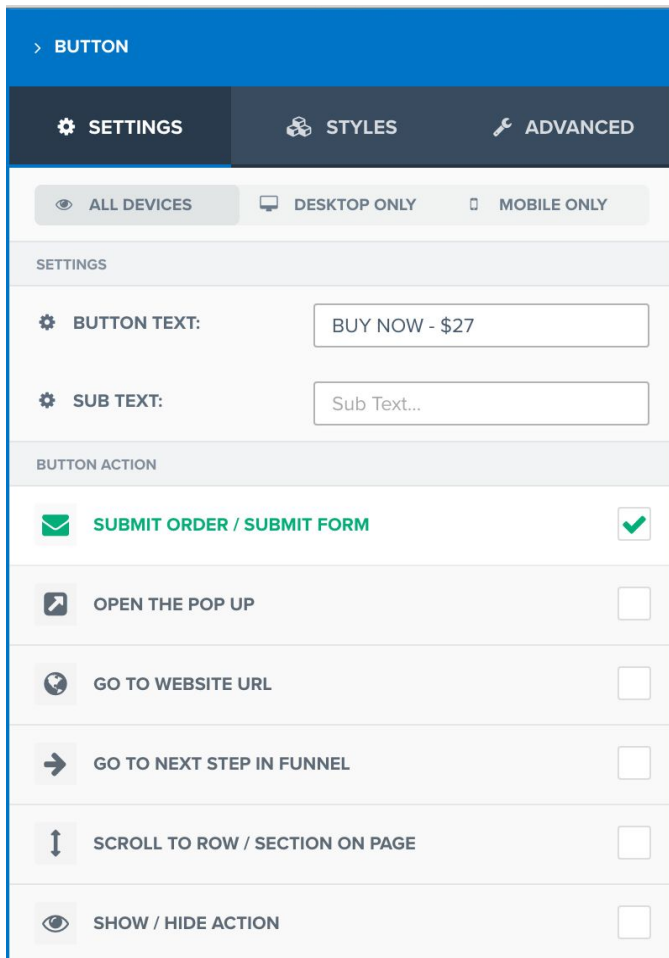 BUTTON
SETTINGS STYLES ADVANCED
ALL DEVICES DESKTOP ONLY MOBILE ONLY
SETTINGS
BUTTON TEXT: BUY NOW - $27
SUB TEXT: Sub Text...
BUTTON ACTION
SUBMIT ORDER / SUBMIT FORM
OPEN THE POP UP
GO TO WEBSITE URL
GO TO NEXT STEP IN FUNNEL
SCROLL TO ROW / SECTION ON PAGE
SHOW / HIDE ACTION